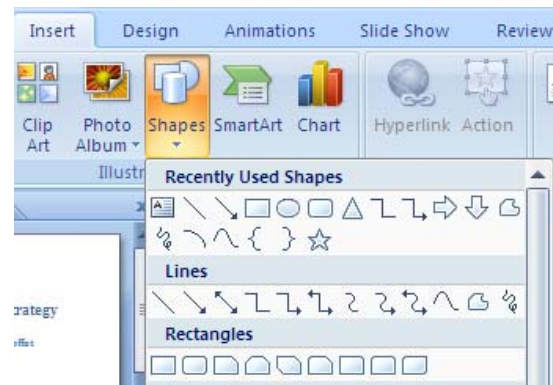 Insert Design Animations Slide Show Review
Clip Art Photo Album Shapes SmartArt Chart Hyperlink Action
Illustr
Recently Used Shapes
Lines
rategy
Rectangles